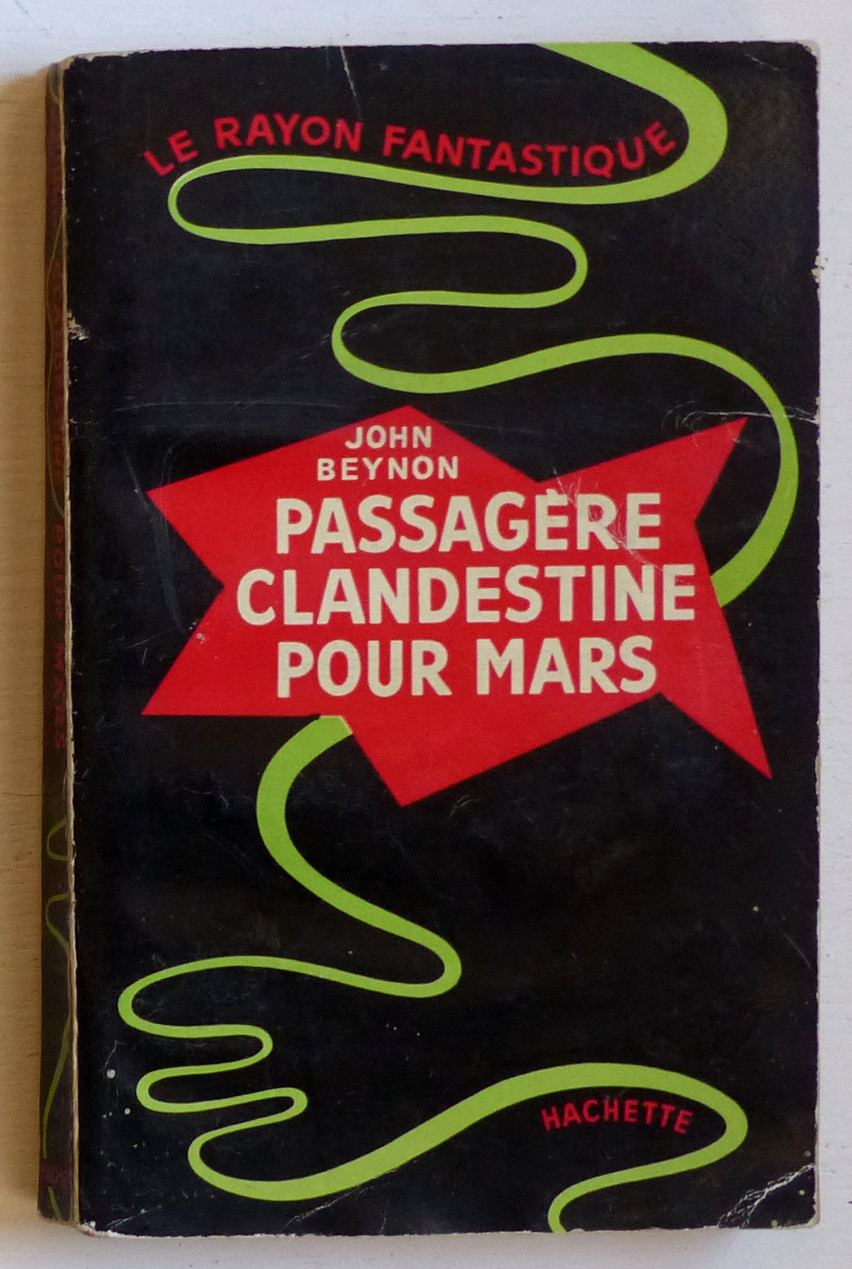 LE RAYON FANTASTIQUE
JOHN
BEYNON
PASSAGÈRE
CLANDESTINE
POUR MARS
HACHETTE